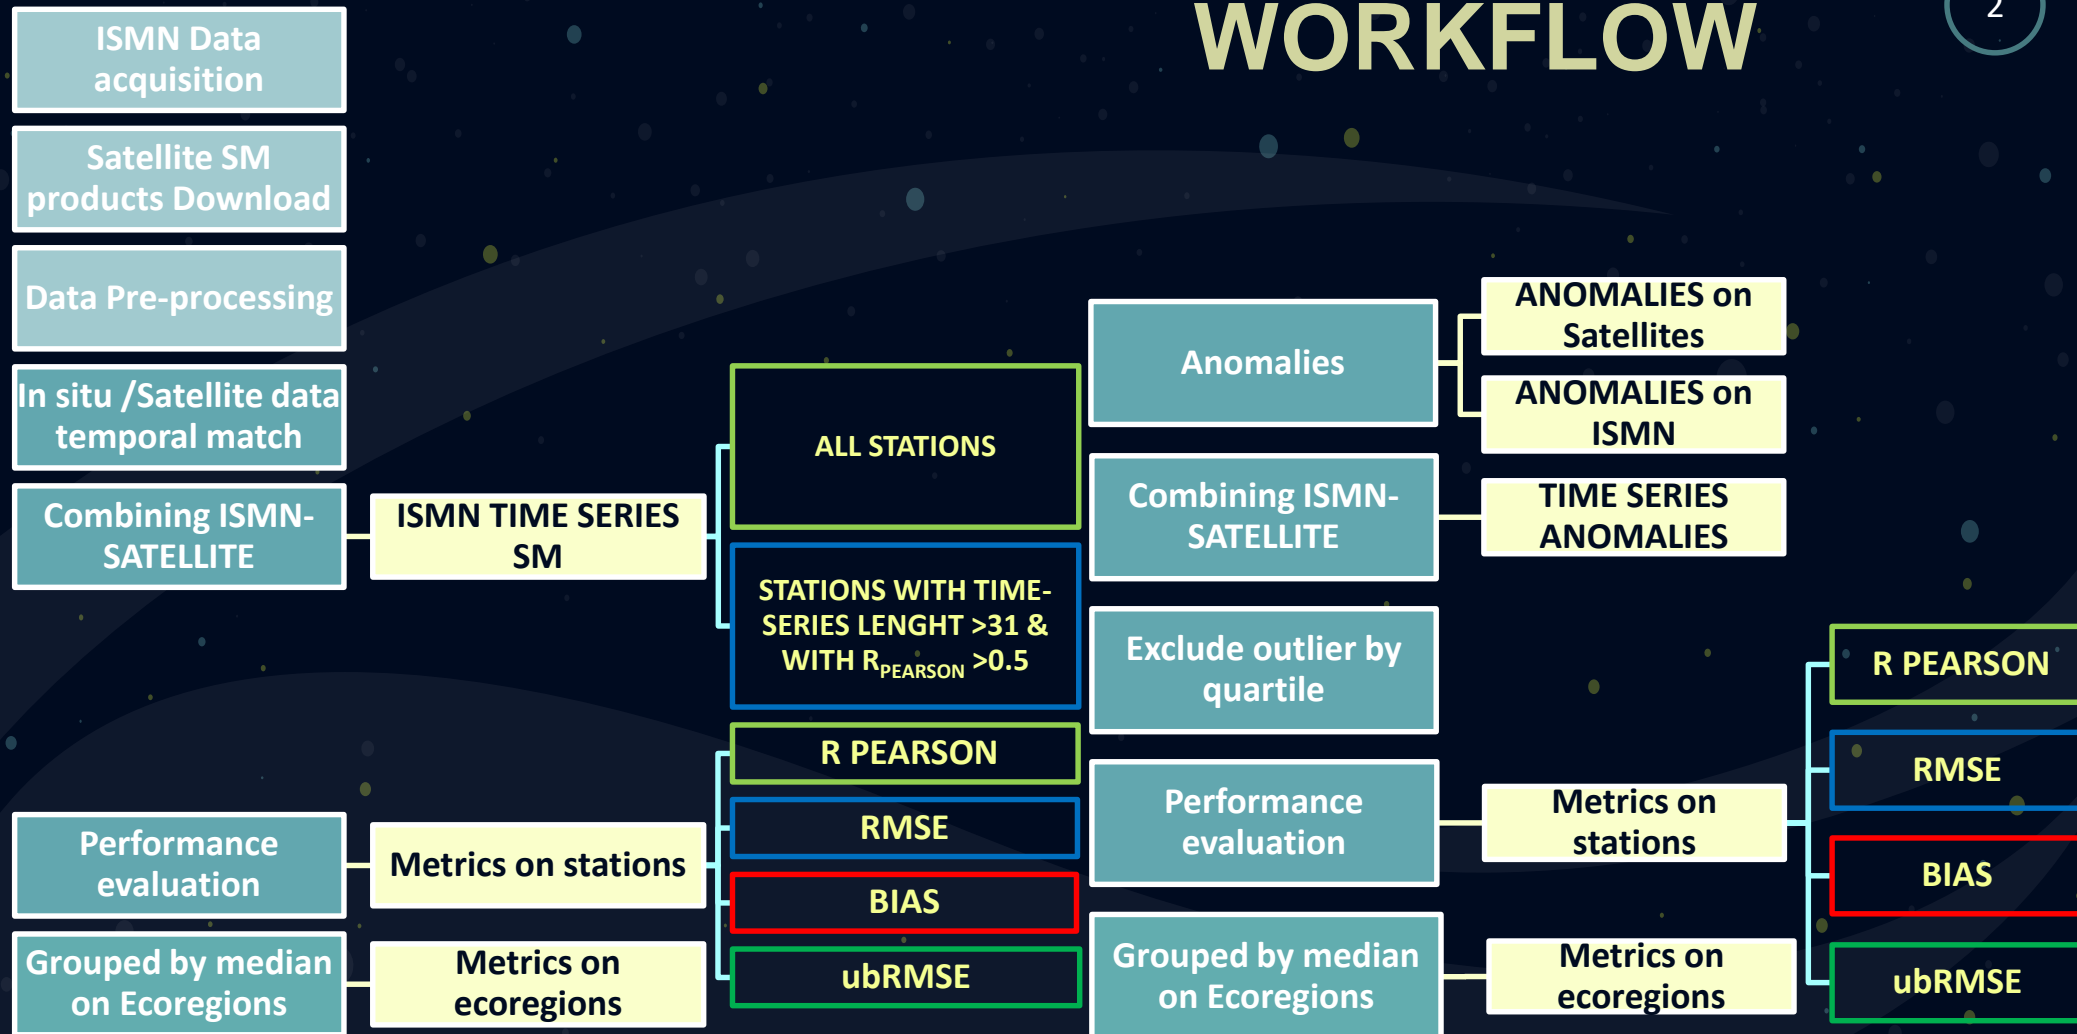 WORKFLOW
2
ISMN Data
acquisition
Satellite SM
products Download
Data Pre-processing
In situ /Satellite data
temporal match
Combining ISMN-
SATELLITE
ISMN TIME SERIES
SM
ALL STATIONS
STATIONS WITH TIME-
SERIES LENGHT >31 &
WITH R_PEARSON >0.5
Performance
evaluation
Metrics on stations
R PEARSON
RMSE
BIAS
ubRMSE
Grouped by median
on Ecoregions
Metrics on
ecoregions
Anomalies
ANOMALIES on
Satellites
ANOMALIES on
ISMN
Combining ISMN-
SATELLITE
TIME SERIES
ANOMALIES
Exclude outlier by
quartile
Performance
evaluation
Metrics on
stations
R PEARSON
RMSE
BIAS
ubRMSE
Grouped by median
on Ecoregions
Metrics on
ecoregions